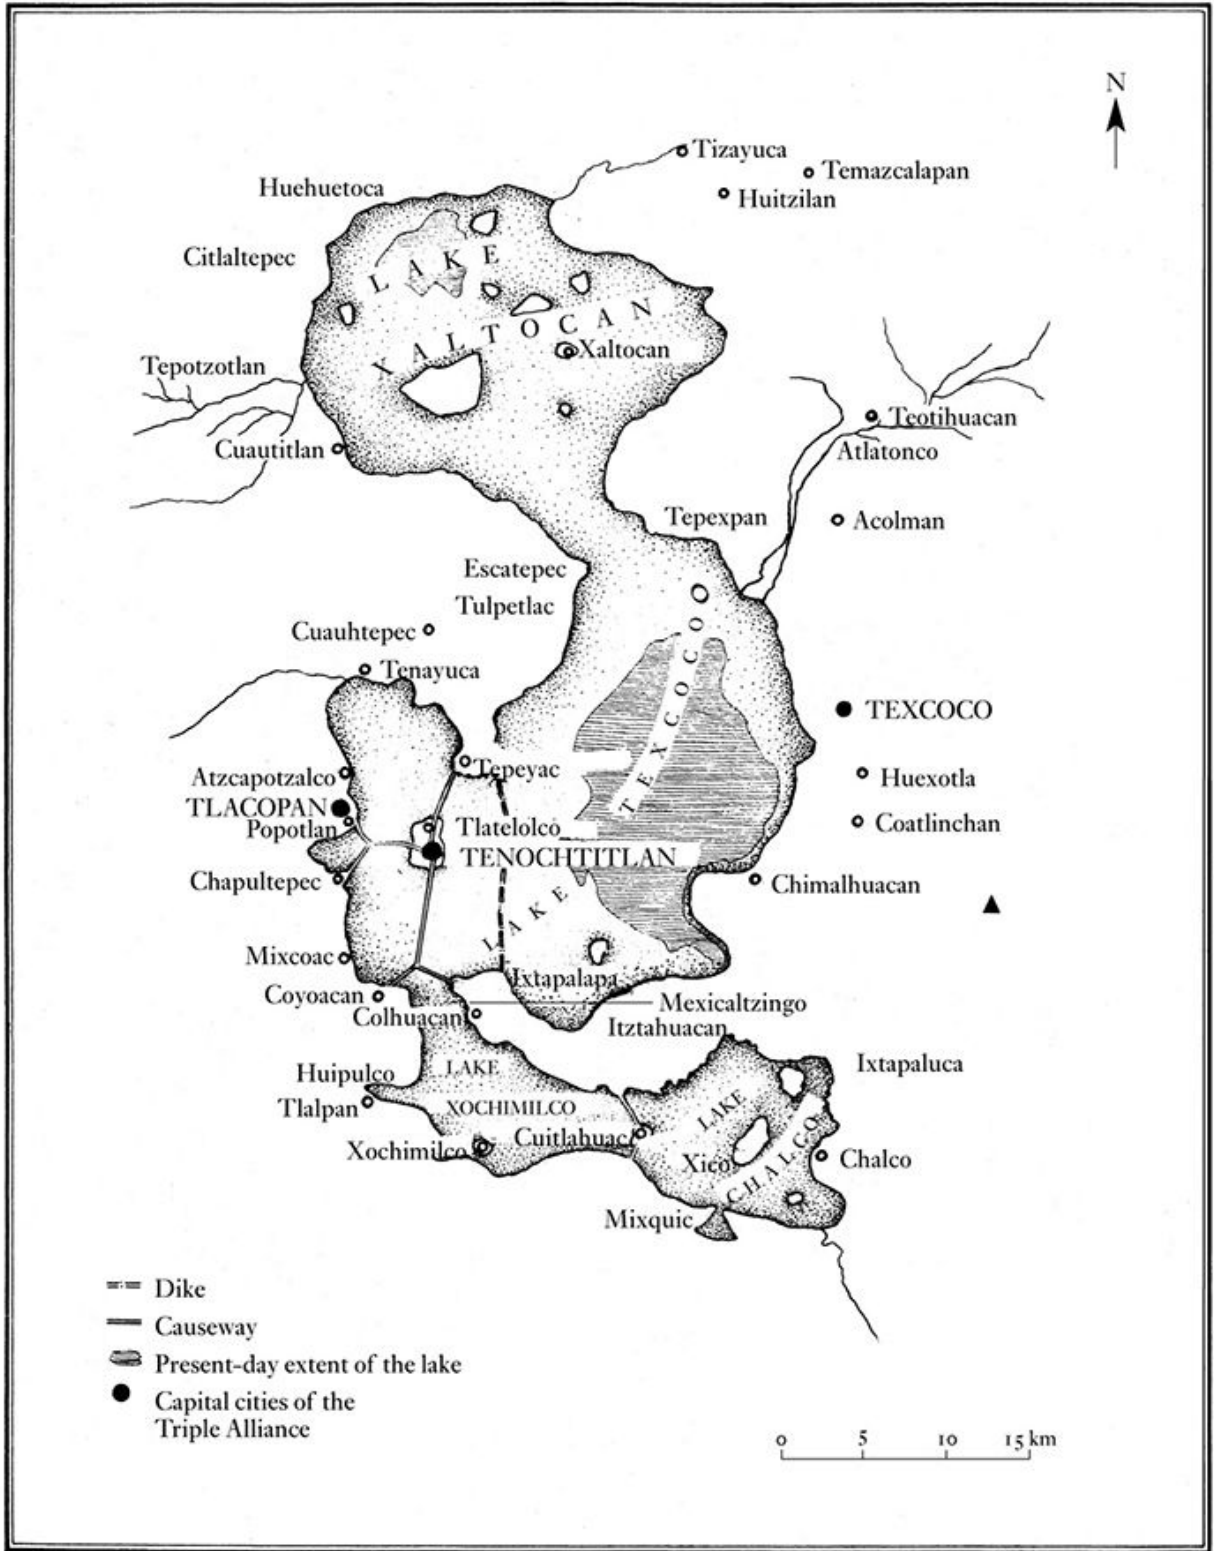 N
Tizayuca
Temazcalapan
Huehuetoca
Huitzilan
Citlaltepec
LAKE
XALTOCAN
Xaltocan
Tepotzotlan
Teotihuacan
Cuautitlan
Atlatonco
Tepexpan
Acolman
Escatepec
Tulpetlac
Cuauhtepec
Tenayuca
TEXCOCO
TEXCOCO
Tepeyac
Atzcapotzalco
Huexotla
TLACOPAN
Popotlan
Tlatelolco
Coatlinchan
TENOCHTITLAN
Chapultepec
Chimalhuacan
LAKE
Mixcoac
Ixtapalapa
Coyoacan
Mexicaltzingo
Colhuacan
Itztahuacan
Huipulco
LAKE
Ixtapaluca
Tlalpan
XOCHIMILCO
LAKE
Xochimilco
Cuitlahuac
Xico
CHALCO
Chalco
Mixquic
Dike
Causeway
Present-day extent of the lake
Capital cities of the
Triple Alliance
0 5 10 15 km